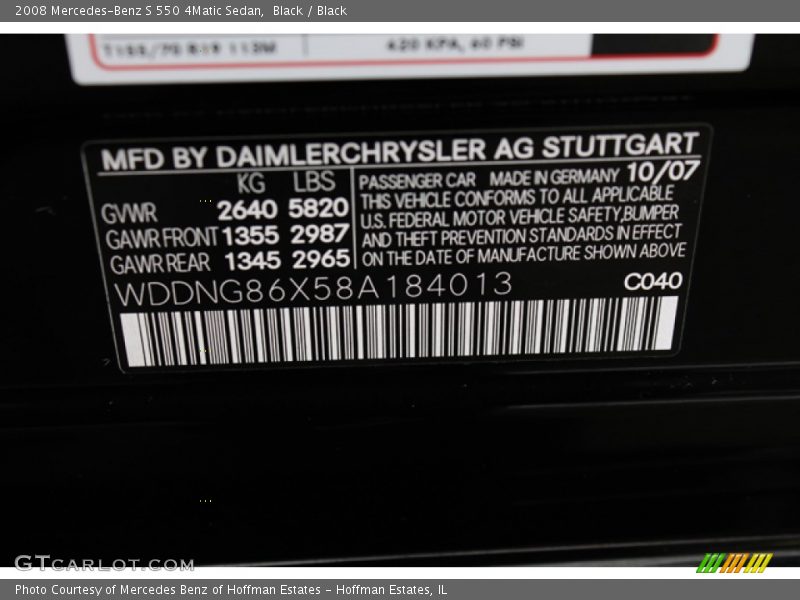 2008 Mercedes-Benz S 550 4Matic Sedan, Black / Black
T155/70 R19 113M 420 KPA, 60 PSI
MFD BY DAIMLERCHRYSLER AG STUTTGART
KG LBS
GVWR 2640 5820
GAWR FRONT 1355 2987
GAWR REAR 1345 2965
PASSENGER CAR MADE IN GERMANY 10/07
THIS VEHICLE CONFORMS TO ALL APPLICABLE
U.S. FEDERAL MOTOR VEHICLE SAFETY,BUMPER
AND THEFT PREVENTION STANDARDS IN EFFECT
ON THE DATE OF MANUFACTURE SHOWN ABOVE
WDDNG86X58A184013 C040
GTCARLOT.COM
Photo Courtesy of Mercedes Benz of Hoffman Estates - Hoffman Estates, IL